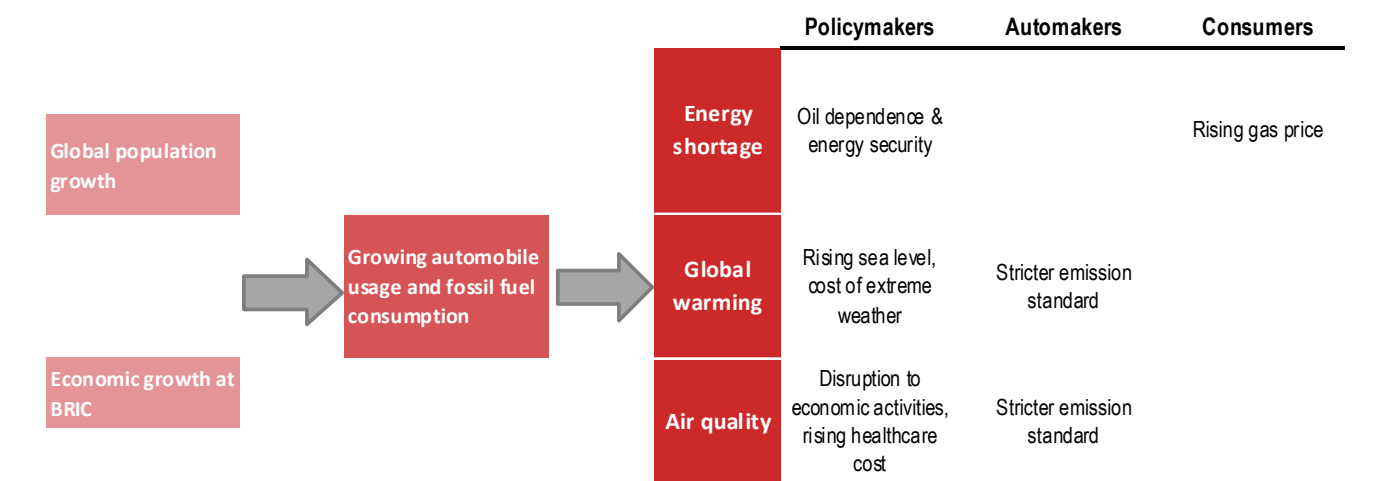 Policymakers
Automakers
Consumers
Global population
growth
Economic growth at
BRIC
Growing automobile
usage and fossil fuel
consumption
Energy
shortage
Oil dependence &
energy security
Rising gas price
Global
warming
Rising sea level,
cost of extreme
weather
Stricter emission
standard
Air quality
Disruption to
economic activities,
rising healthcare
cost
Stricter emission
standard